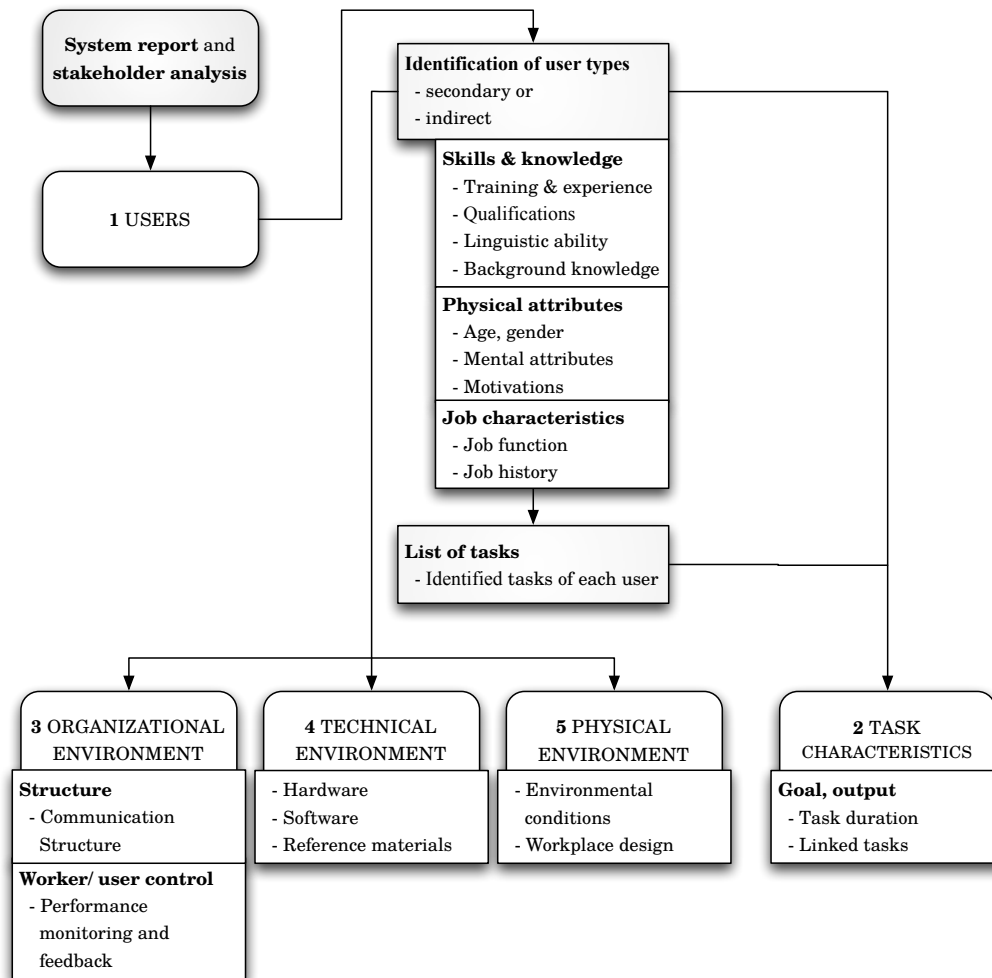 System report and
stakeholder analysis
1 USERS
Identification of user types
- secondary or
- indirect
Skills & knowledge
- Training & experience
- Qualifications
- Linguistic ability
- Background knowledge
Physical attributes
- Age, gender
- Mental attributes
- Motivations
Job characteristics
- Job function
- Job history
List of tasks
- Identified tasks of each user
3 ORGANIZATIONAL
ENVIRONMENT
Structure
- Communication
Structure
Worker/ user control
- Performance
monitoring and
feedback
4 TECHNICAL
ENVIRONMENT
- Hardware
- Software
- Reference materials
5 PHYSICAL
ENVIRONMENT
- Environmental
conditions
- Workplace design
2 TASK
CHARACTERISTICS
Goal, output
- Task duration
- Linked tasks